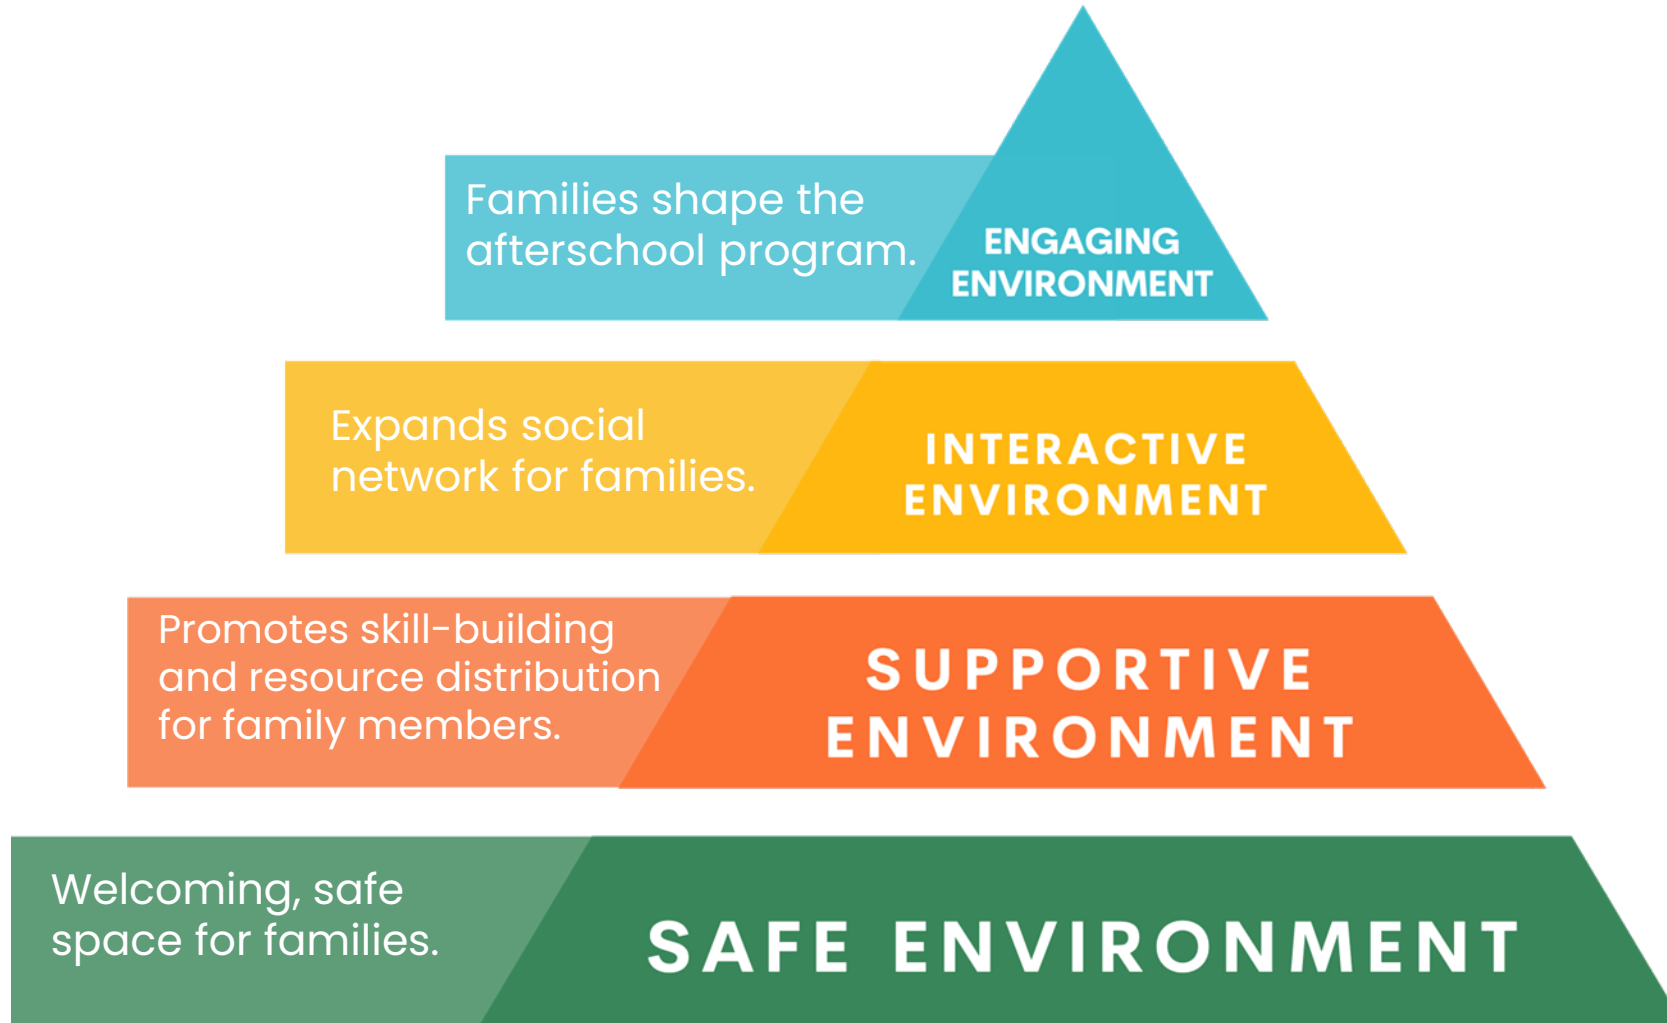 Families shape the
afterschool program.
ENGAGING
ENVIRONMENT
Expands social
network for families.
INTERACTIVE
ENVIRONMENT
Promotes skill-building
and resource distribution
for family members.
SUPPORTIVE
ENVIRONMENT
Welcoming, safe
space for families.
SAFE ENVIRONMENT